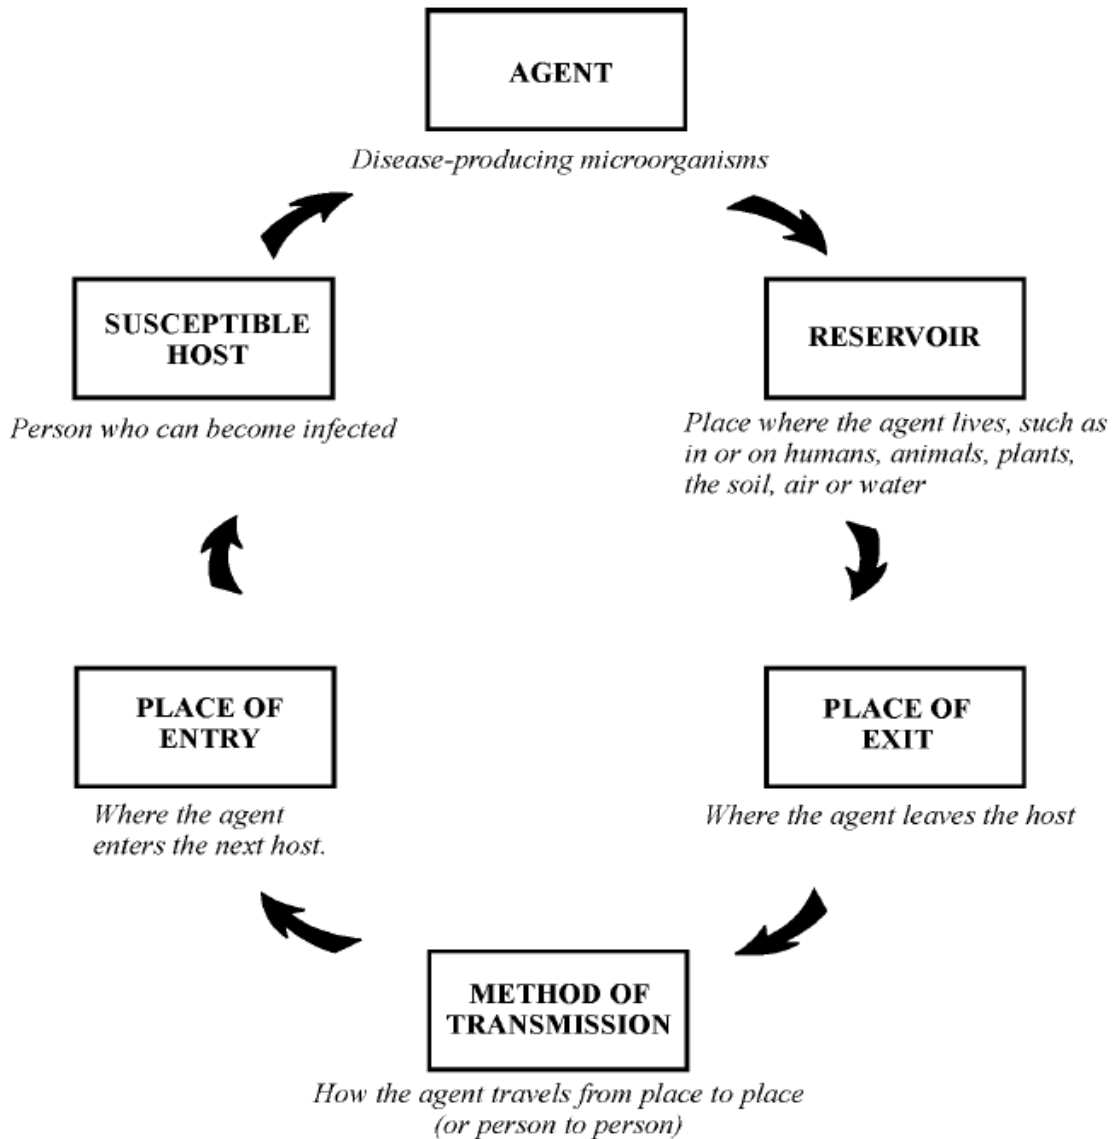 AGENT
Disease-producing microorganisms
SUSCEPTIBLE
HOST
Person who can become infected
RESERVOIR
Place where the agent lives, such as
in or on humans, animals, plants,
the soil, air or water
PLACE OF
ENTRY
Where the agent
enters the next host.
PLACE OF
EXIT
Where the agent leaves the host
METHOD OF
TRANSMISSION
How the agent travels from place to place
(or person to person)